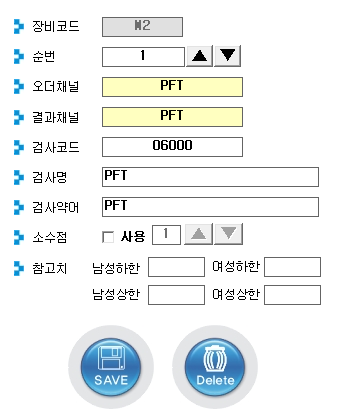 장비코드 M2
순번 1
오더채널 PFT
결과채널 PFT
검사코드 06000
검사명 PFT
검사약어 PFT
소수점 사용 1
참고치 남성하한 여성하한
남성상한 여성상한
SAVE Delete